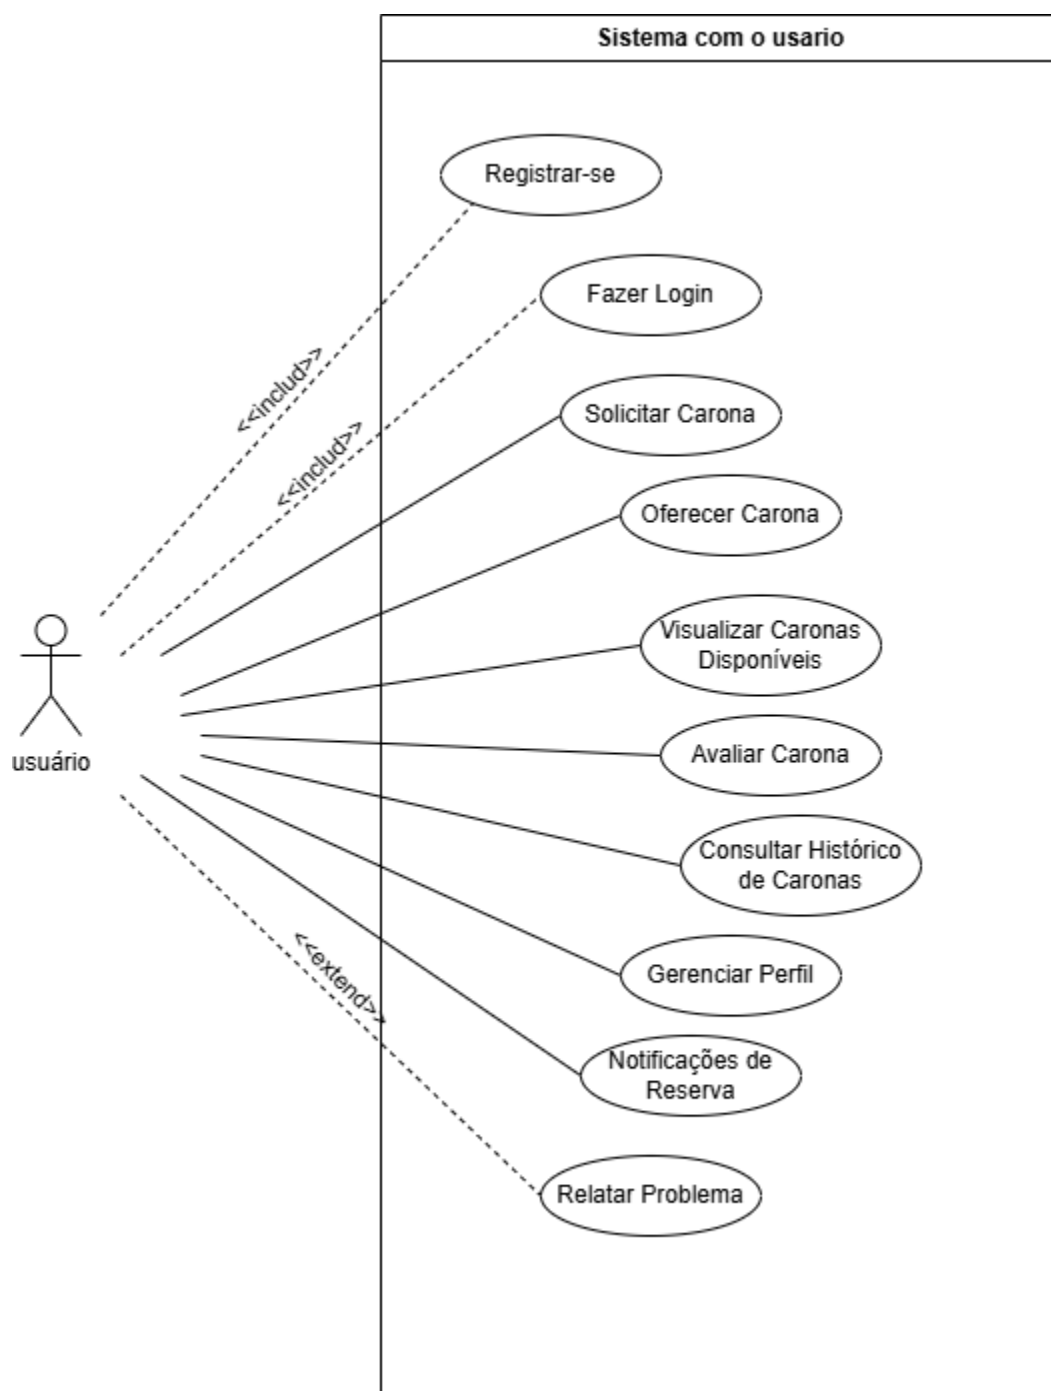 Sistema com o usario
Registrar-se
Fazer Login
<<includ>>
Solicitar Carona
<<includ>>
Oferecer Carona
Visualizar Caronas
Disponíveis
usuário
Avaliar Carona
Consultar Histórico
de Caronas
<<extend>>
Gerenciar Perfil
Notificações de
Reserva
Relatar Problema